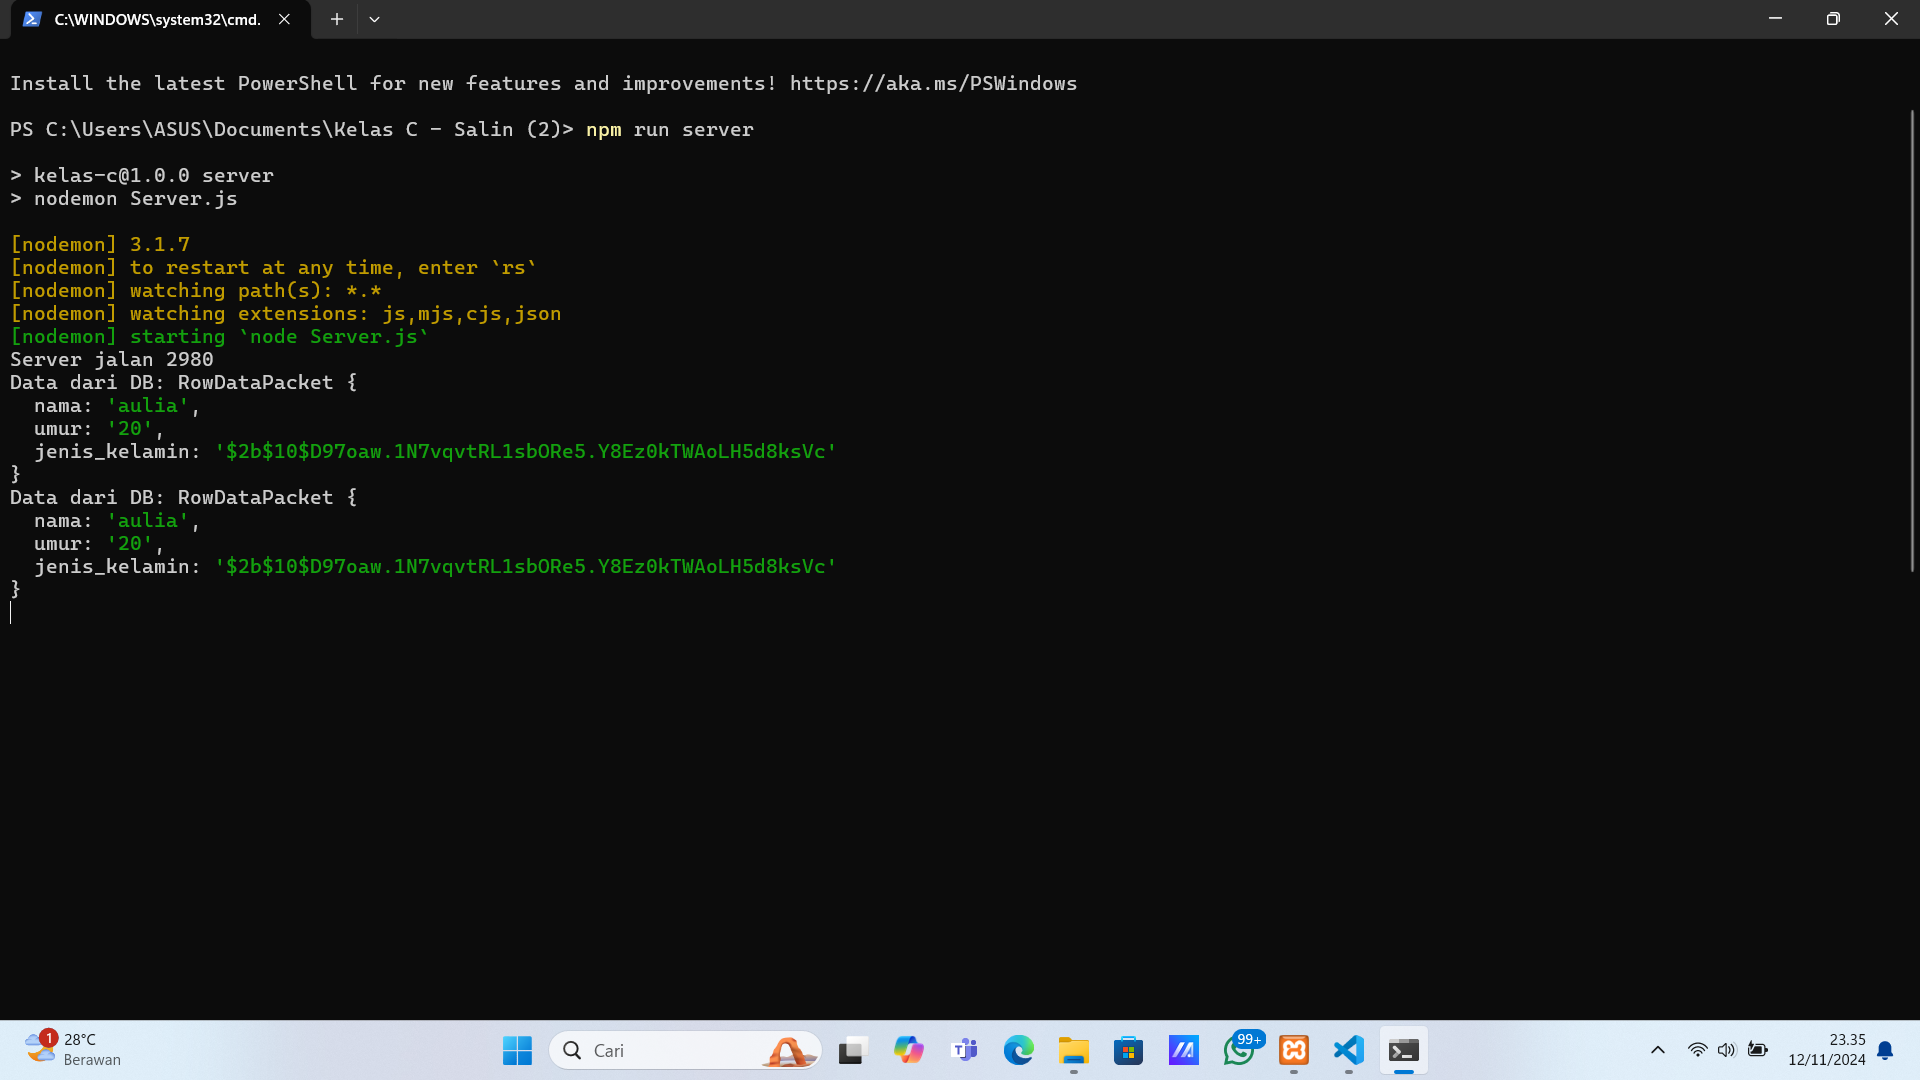 C:\WINDOWS\system32\cmd.
Install the latest PowerShell for new features and improvements! https://aka.ms/PSWindows
PS C:\Users\ASUS\Documents\Kelas C - Salin (2)> npm run server
> kelas-c@1.0.0 server
> nodemon Server.js
[nodemon] 3.1.7
[nodemon] to restart at any time, enter `rs`
[nodemon] watching path(s): *.*
[nodemon] watching extensions: js,mjs,cjs,json
[nodemon] starting `node Server.js`
Server jalan 2980
Data dari DB: RowDataPacket {
  nama: 'aulia',
  umur: '20',
  jenis_kelamin: '$2b$10$D97oaw.1N7vqvtRL1sbORe5.Y8Ez0kTWAoLH5d8ksVc'
}
Data dari DB: RowDataPacket {
  nama: 'aulia',
  umur: '20',
  jenis_kelamin: '$2b$10$D97oaw.1N7vqvtRL1sbORe5.Y8Ez0kTWAoLH5d8ksVc'
}
1
28°C
Berawan
Cari
99+
23.35
12/11/2024